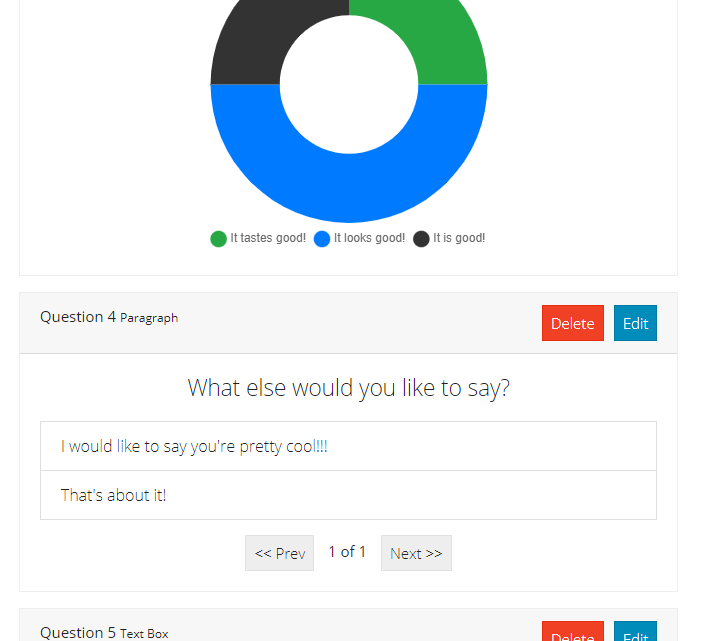 It tastes good! It looks good! It is good!
Question 4 Paragraph
Delete Edit
What else would you like to say?
I would like to say you're pretty cool!!!
That's about it!
<< Prev 1 of 1 Next >>
Question 5 Text Box
Delete Edit